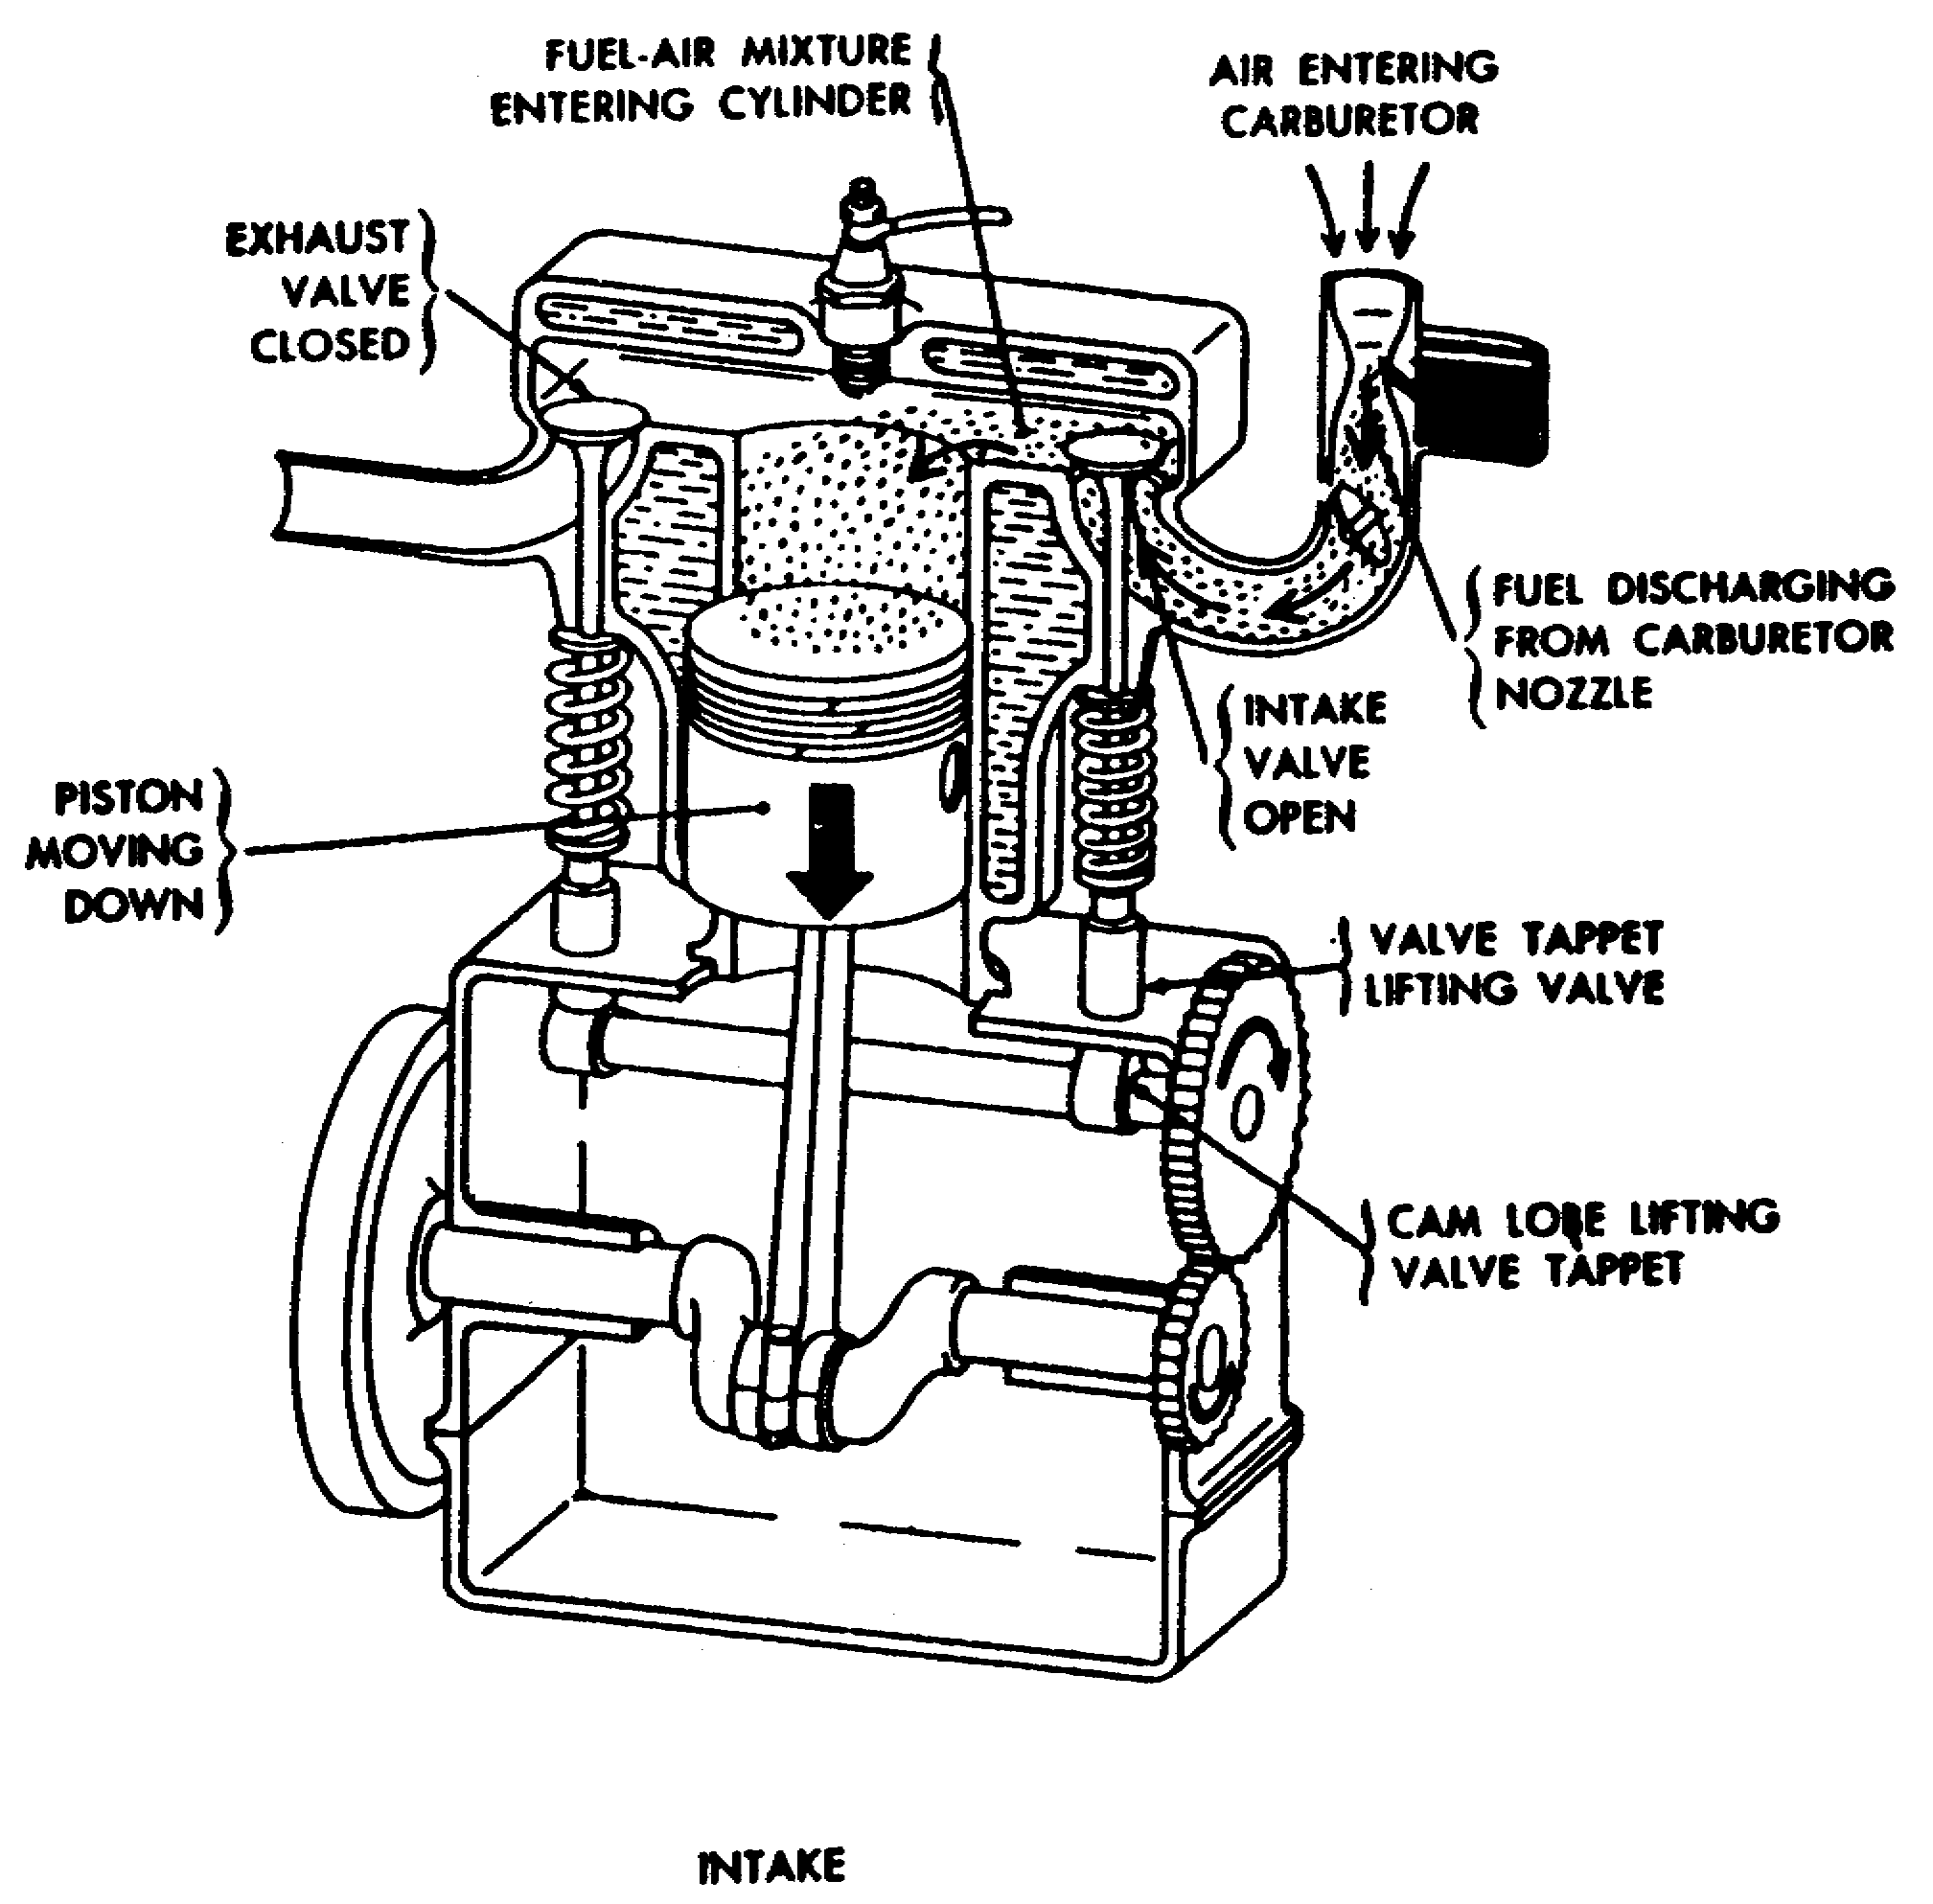 FUEL-AIR MIXTURE
ENTERING CYLINDER
AIR ENTERING
CARBURETOR
EXHAUST
VALVE
CLOSED
FUEL DISCHARGING
FROM CARBURETOR
NOZZLE
INTAKE
VALVE
OPEN
PISTON
MOVING
DOWN
VALVE TAPPET
LIFTING VALVE
CAM LOBE LIFTING
VALVE TAPPET
INTAKE